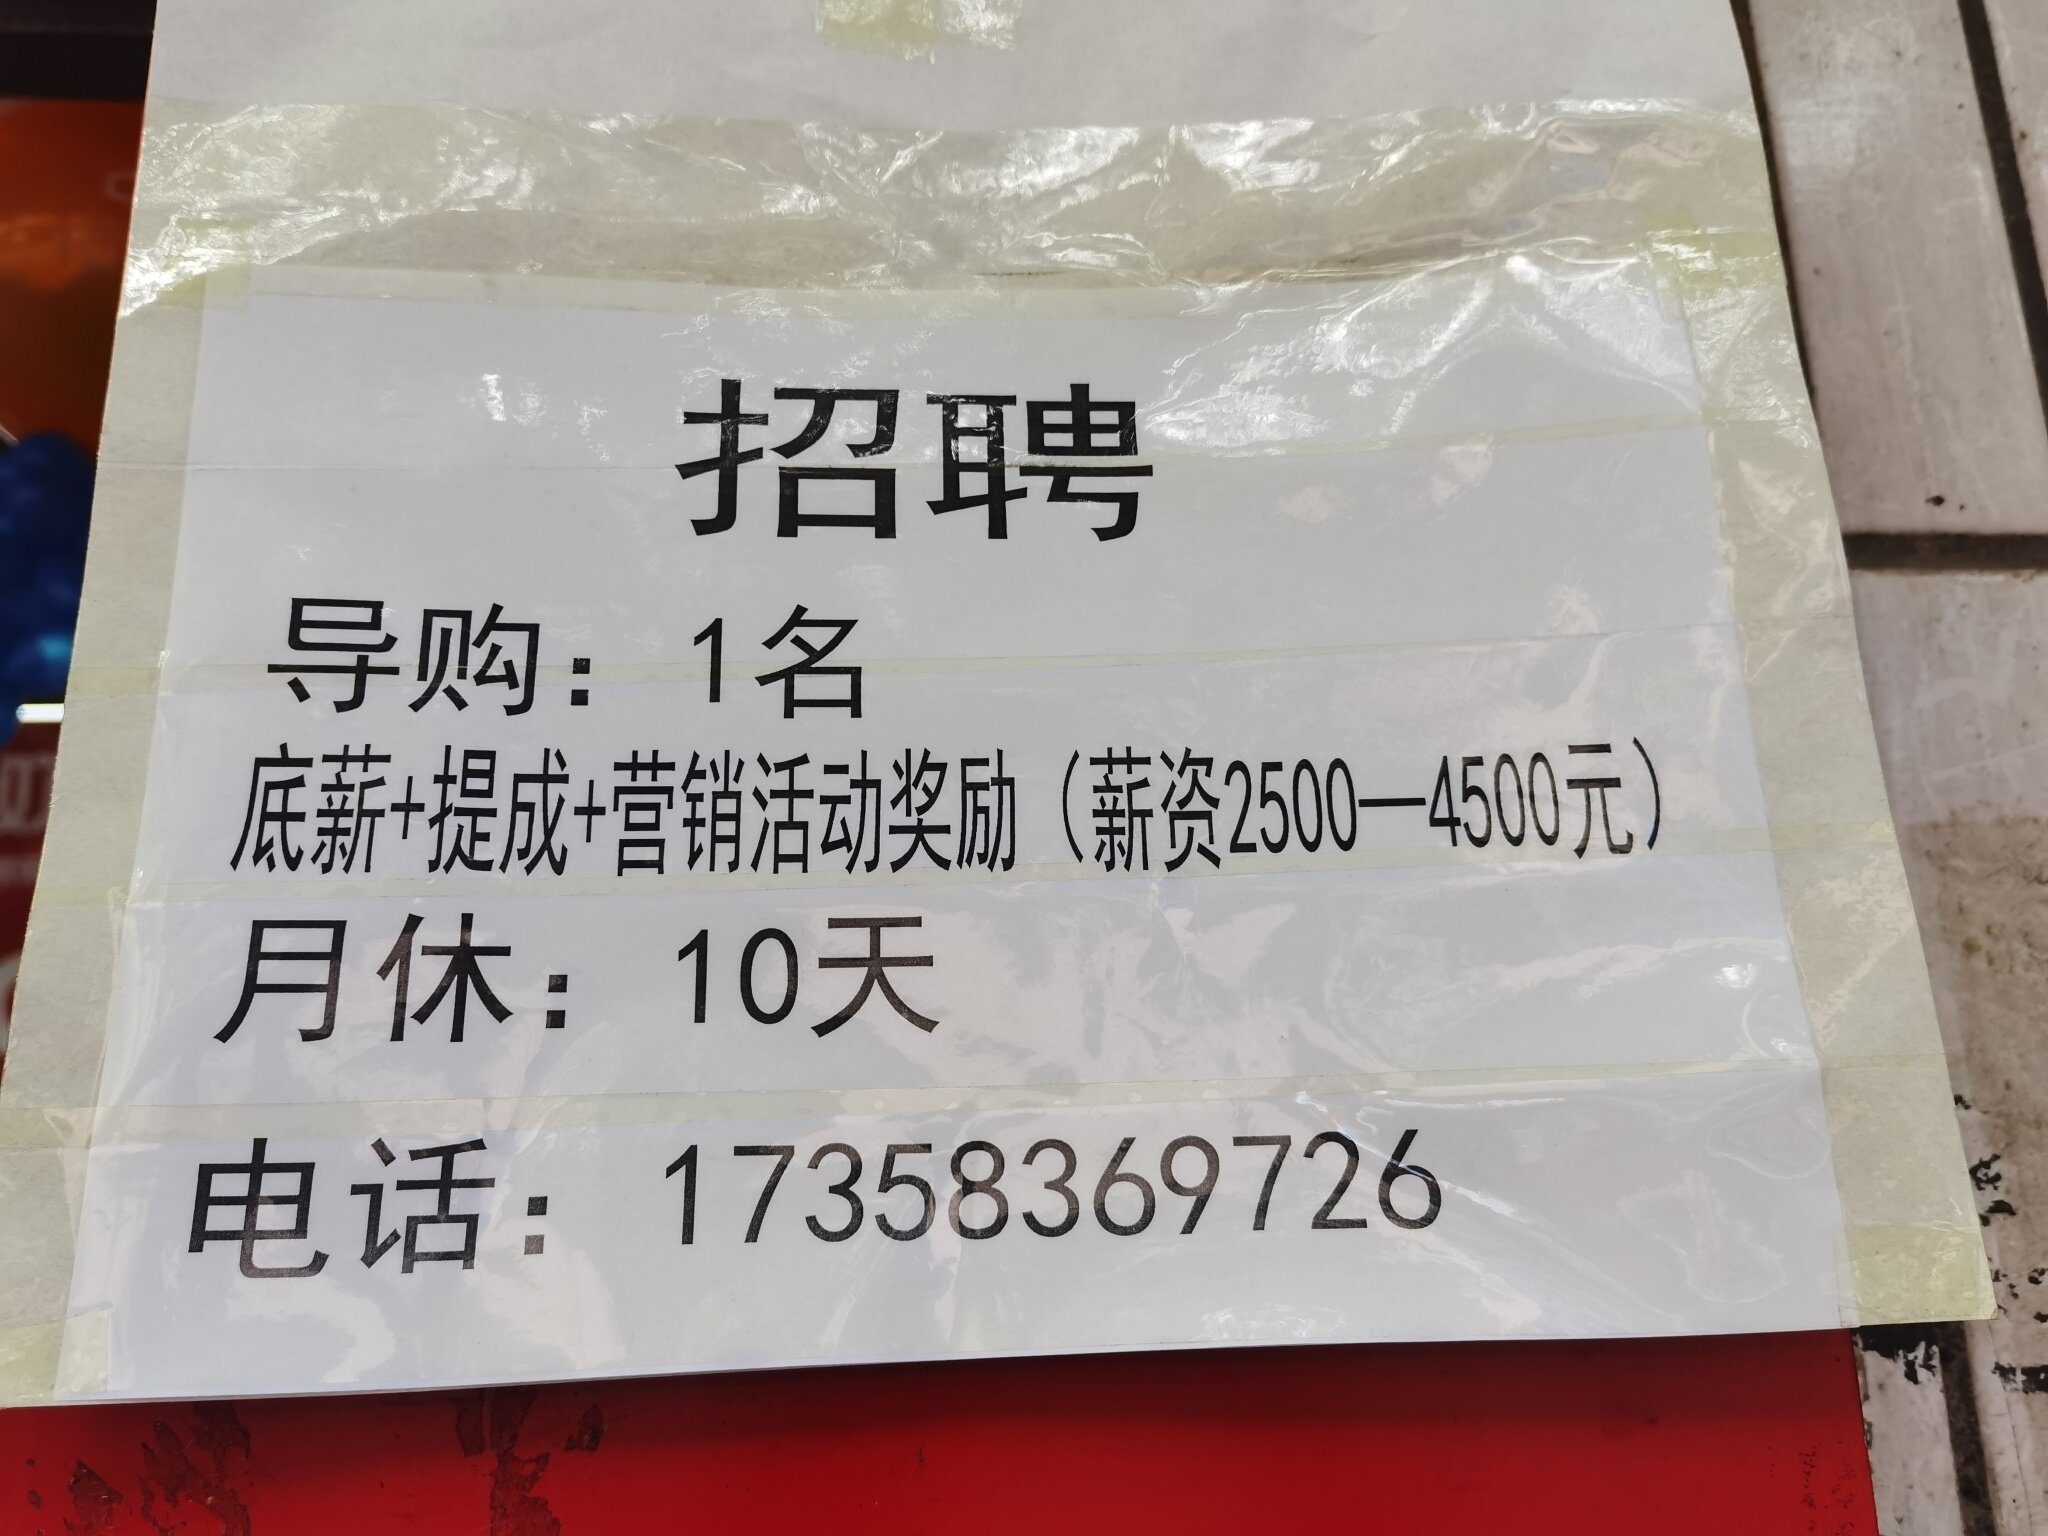 招聘
导购：1名
底薪+提成+营销活动奖励（薪资2500—4500元）
月休：10天
电话：17358369726